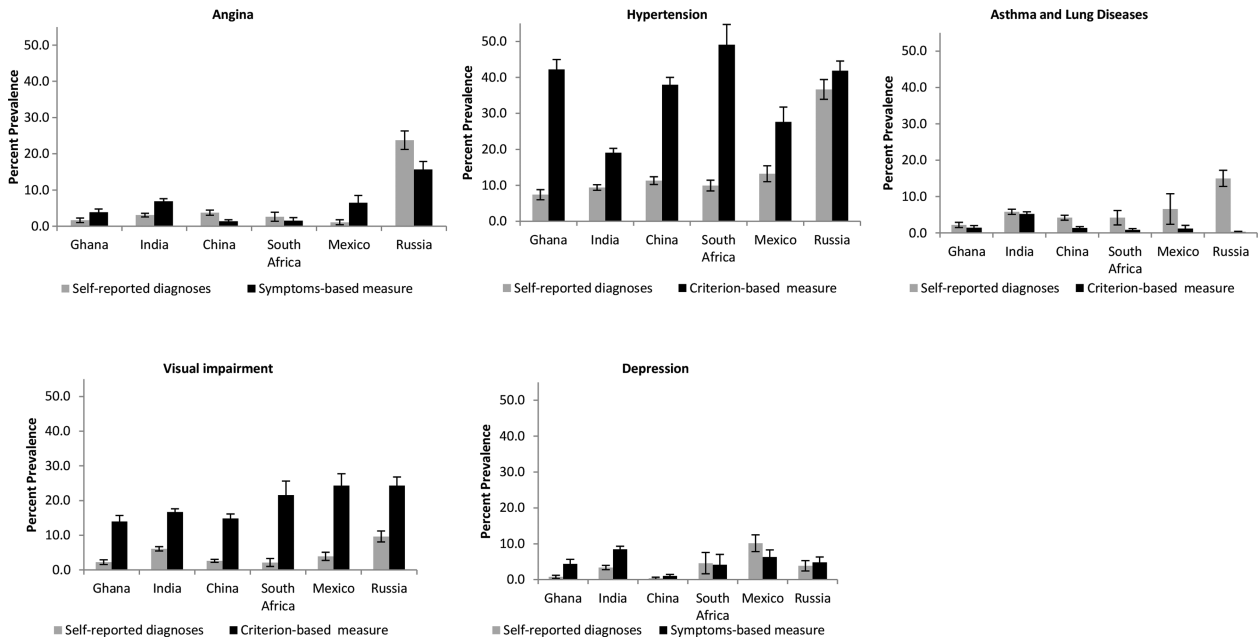 Angina
Percent Prevalence
50.0
40.0
30.0
20.0
10.0
0.0
Ghana India China South Africa Mexico Russia
Self-reported diagnoses Symptoms-based measure
Hypertension
Percent Prevalence
50.0
40.0
30.0
20.0
10.0
0.0
Ghana India China South Africa Mexico Russia
Self-reported diagnoses Criterion-based measure
Asthma and Lung Diseases
Percent Prevalence
50.0
40.0
30.0
20.0
10.0
0.0
Ghana India China South Africa Mexico Russia
Self-reported diagnoses Criterion-based measure
Visual impairment
Percent Prevalence
50.0
40.0
30.0
20.0
10.0
0.0
Ghana India China South Africa Mexico Russia
Self-reported diagnoses Criterion-based measure
Depression
Percent Prevalence
50.0
40.0
30.0
20.0
10.0
0.0
Ghana India China South Africa Mexico Russia
Self-reported diagnoses Symptoms-based measure